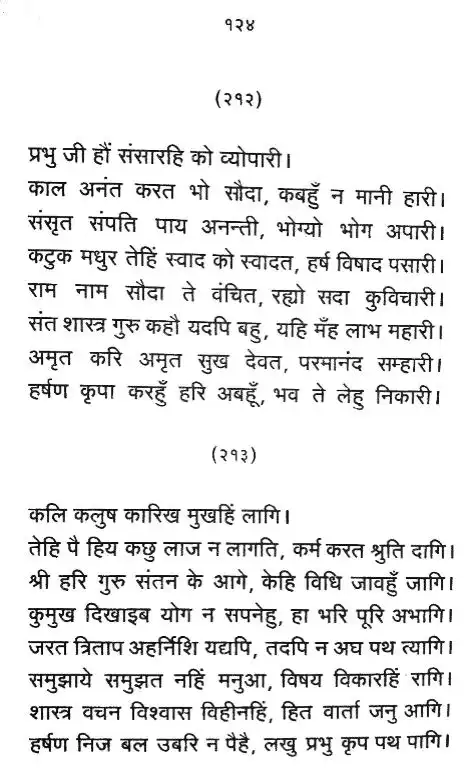 १२४
(२१२)
प्रभु जी हौं संसारहि को व्योपारी।
काल अनंत करत भो सौदा, कबहुँ न मानी हारी।
संसृत संपति पाय अनन्ती, भोग्यो भोग अपारी।
कटुक मधुर तेहिं स्वाद को स्वादत, हर्ष विषाद पसारी।
राम नाम सौदा ते वंचित, रह्यो सदा कुविचारी।
संत शास्त्र गुरु कहौ यदपि बहु, यहि मँह लाभ महारी।
अमृत करि अमृत सुख देवत, परमानंद सम्हारी।
हर्षण कृपा करहुँ हरि अबहूँ, भव ते लेहु निकारी।
(२१३)
कलि कलुष कारिख मुखहिं लागि।
तेहि पै हिय कछु लाज न लागति, कर्म करत श्रुति दागि।
श्री हरि गुरु संतन के आगे, केहि विधि जावहुँ जागि।
कुमुख दिखाइब योग न सपनेहु, हा भरि पूरि अभागि।
जरत त्रिताप अहर्निशि यद्यपि, तदपि न अघ पथ त्यागि।
समुझाये समुझत नहिं मनुआ, विषय विकारहिं रागि।
शास्त्र वचन विश्वास विहीनहिं, हित वार्ता जनु आगि।
हर्षण निज बल उबरि न पैहै, लखु प्रभु कृप पथ पागि।